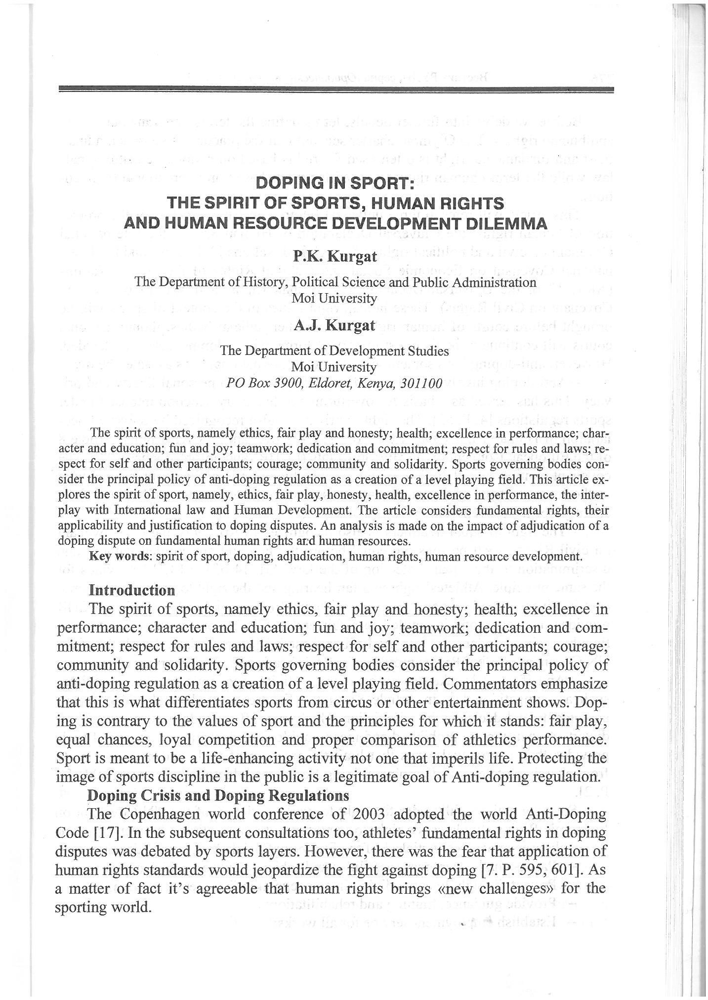 DOPING IN SPORT:
THE SPIRIT OF SPORTS, HUMAN RIGHTS
AND HUMAN RESOURCE DEVELOPMENT DILEMMA
P.K. Kurgat
The Department of History, Political Science and Public Administration
Moi University
A.J. Kurgat
The Department of Development Studies
Moi University
PO Box 3900, Eldoret, Kenya, 301100
The spirit of sports, namely ethics, fair play and honesty; health; excellence in performance; char-
acter and education; fun and joy; teamwork; dedication and commitment; respect for rules and laws; re-
spect for self and other participants; courage; community and solidarity. Sports governing bodies con-
sider the principal policy of anti-doping regulation as a creation of a level playing field. This article ex-
plores the spirit of sport, namely, ethics, fair play, honesty, health, excellence in performance, the inter-
play with International law and Human Development. The article considers fundamental rights, their
applicability and justification to doping disputes. An analysis is made on the impact of adjudication of a
doping dispute on fundamental human rights and human resources.
Key words: spirit of sport, doping, adjudication, human rights, human resource development.
Introduction
The spirit of sports, namely ethics, fair play and honesty; health; excellence in
performance; character and education; fun and joy; teamwork; dedication and com-
mitment; respect for rules and laws; respect for self and other participants; courage;
community and solidarity. Sports governing bodies consider the principal policy of
anti-doping regulation as a creation of a level playing field. Commentators emphasize
that this is what differentiates sports from circus or other entertainment shows. Dop-
ing is contrary to the values of sport and the principles for which it stands: fair play,
equal chances, loyal competition and proper comparison of athletics performance.
Sport is meant to be a life-enhancing activity not one that imperils life. Protecting the
image of sports discipline in the public is a legitimate goal of Anti-doping regulation.
Doping Crisis and Doping Regulations
The Copenhagen world conference of 2003 adopted the world Anti-Doping
Code [17]. In the subsequent consultations too, athletes’ fundamental rights in doping
disputes was debated by sports layers. However, there was the fear that application of
human rights standards would jeopardize the fight against doping [7. P. 595, 601]. As
a matter of fact it’s agreeable that human rights brings «new challenges» for the
sporting world.